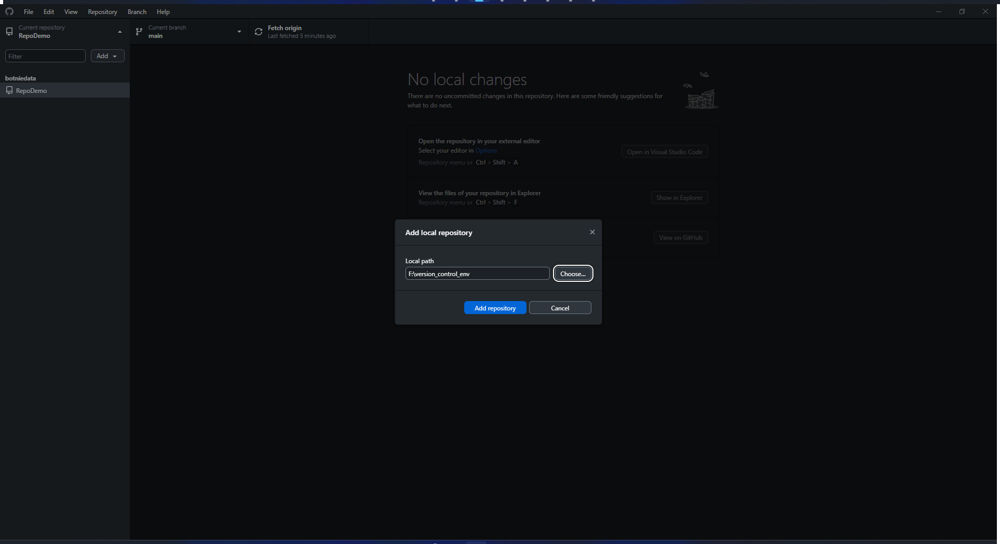 File Edit View Repository Branch Help
Current repository
RepoDemo
Current branch
main
Fetch origin
Last fetched 5 minutes ago
Filter
Add
botniedata
RepoDemo
No local changes
There are no uncommitted changes in this repository. Here are some friendly suggestions for
what to do next.
Open the repository in your external editor
Select your editor in Options
Repository menu or Ctrl + Shift + A
Open in Visual Studio Code
View the files of your repository in Explorer
Repository menu or Ctrl + Shift + F
Show in Explorer
View on GitHub
Add local repository
Local path
F:\version_control_env
Choose...
Add repository
Cancel